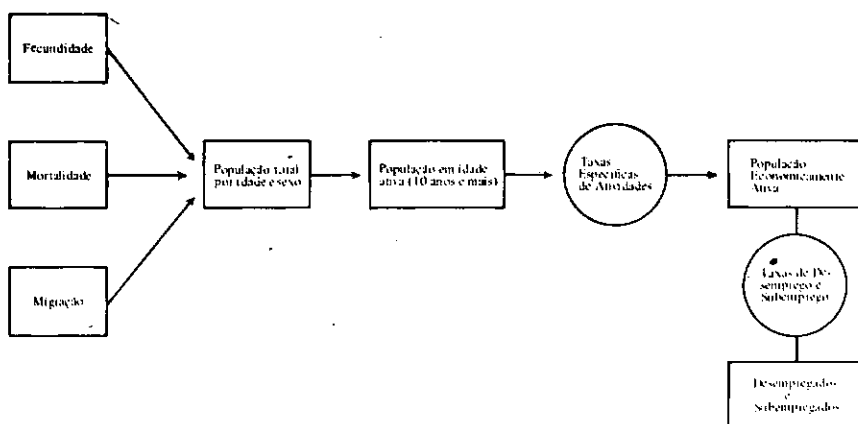 Fecundidade
Mortalidade
Migração
População total
por idade e sexo
População em idade
ativa (10 anos e mais)
Taxas
Específicas
de Atividades
População
Economicamente
Ativa
Taxas de De-
semprego e
Subemprego
Desempregados
e
Subempregados